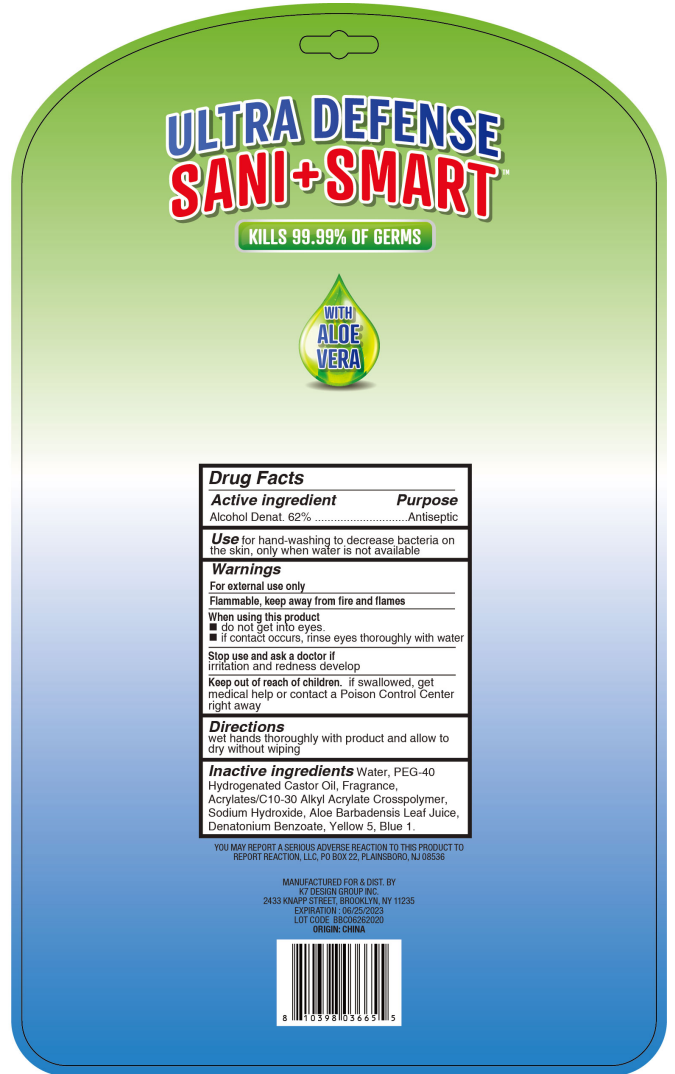 ULTRA DEFENSE
SANI+SMART™
KILLS 99.99% OF GERMS
WITH
ALOE
VERA
Drug Facts
Active ingredient Purpose
Alcohol Denat. 62% .............................Antiseptic
Use for hand-washing to decrease bacteria on
the skin, only when water is not available
Warnings
For external use only
Flammable, keep away from fire and flames
When using this product
■ do not get into eyes.
■ if contact occurs, rinse eyes thoroughly with water
Stop use and ask a doctor if
irritation and redness develop
Keep out of reach of children. if swallowed, get
medical help or contact a Poison Control Center
right away
Directions
wet hands thoroughly with product and allow to
dry without wiping
Inactive ingredients Water, PEG-40
Hydrogenated Castor Oil, Fragrance,
Acrylates/C10-30 Alkyl Acrylate Crosspolymer,
Sodium Hydroxide, Aloe Barbadensis Leaf Juice,
Denatonium Benzoate, Yellow 5, Blue 1.
YOU MAY REPORT A SERIOUS ADVERSE REACTION TO THIS PRODUCT TO
REPORT REACTION, LLC, PO BOX 22, PLAINSBORO, NJ 08536
MANUFACTURED FOR & DIST. BY
K7 DESIGN GROUP INC.
2433 KNAPP STREET, BROOKLYN, NY 11235
EXPIRATION : 06/25/2023
LOT CODE BBC06262020
ORIGIN: CHINA
8 10398 03665 5